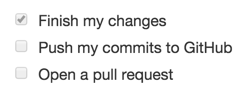 Finish my changes
Push my commits to GitHub
Open a pull request